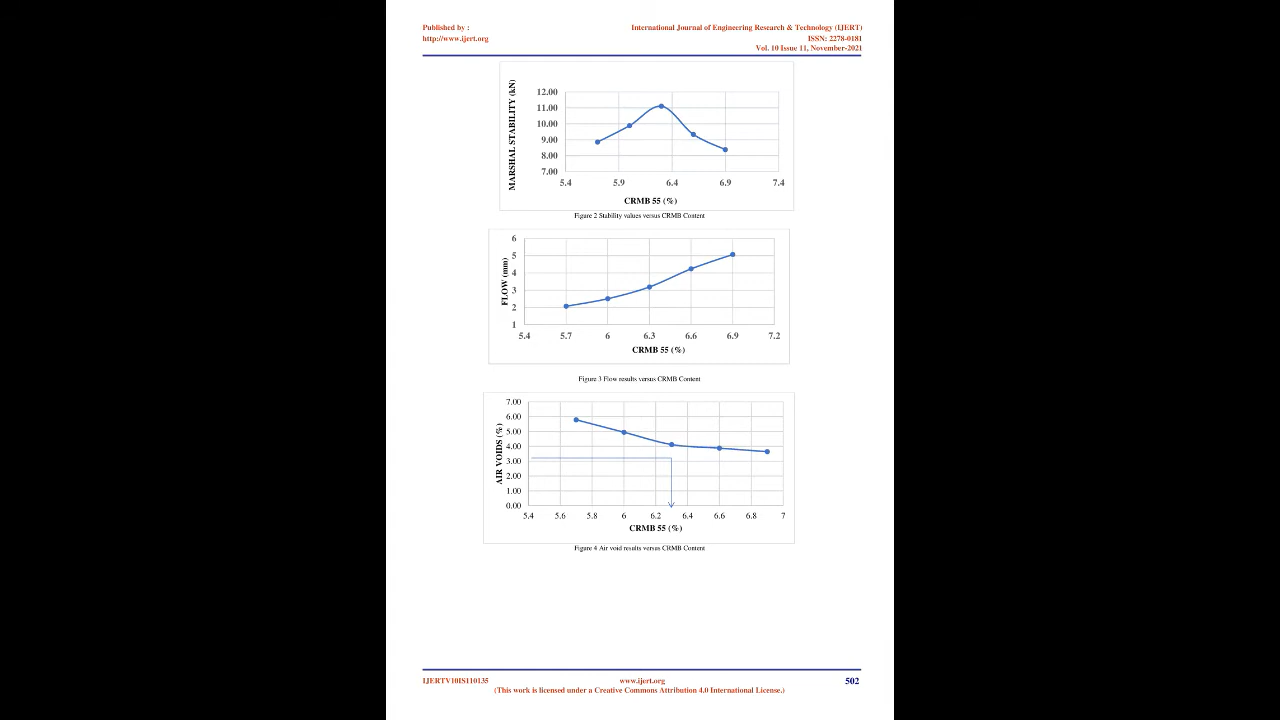 Published by :
International Journal of Engineering Research & Technology (IJERT)
http://www.ijert.org
ISSN: 2278-0181
Vol. 10 Issue 11, November-2021
MARSHAL STABILITY (kN)
12.00
11.00
10.00
9.00
8.00
7.00
5.4 5.9 6.4 6.9 7.4
CRMB 55 (%)
Figure 2 Stability values versus CRMB Content
FLOW (mm)
6
5
4
3
2
1
5.4 5.7 6 6.3 6.6 6.9 7.2
CRMB 55 (%)
Figure 3 Flow results versus CRMB Content
AIR VOIDS (%)
7.00
6.00
5.00
4.00
3.00
2.00
1.00
0.00
5.4 5.6 5.8 6 6.2 6.4 6.6 6.8 7
CRMB 55 (%)
Figure 4 Air void results versus CRMB Content
IJERTV10IS110135
www.ijert.org
502
(This work is licensed under a Creative Commons Attribution 4.0 International License.)